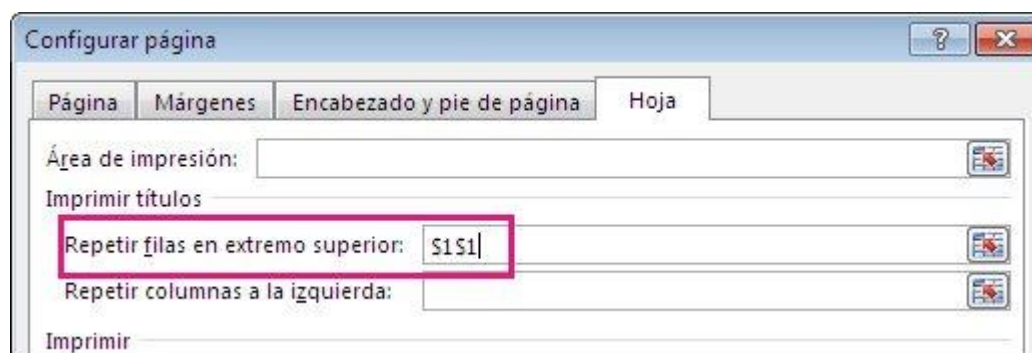 Configurar página
Página Márgenes Encabezado y pie de página Hoja
Área de impresión:
Imprimir títulos
Repetir filas en extremo superior: $1$1
Repetir columnas a la izquierda:
Imprimir